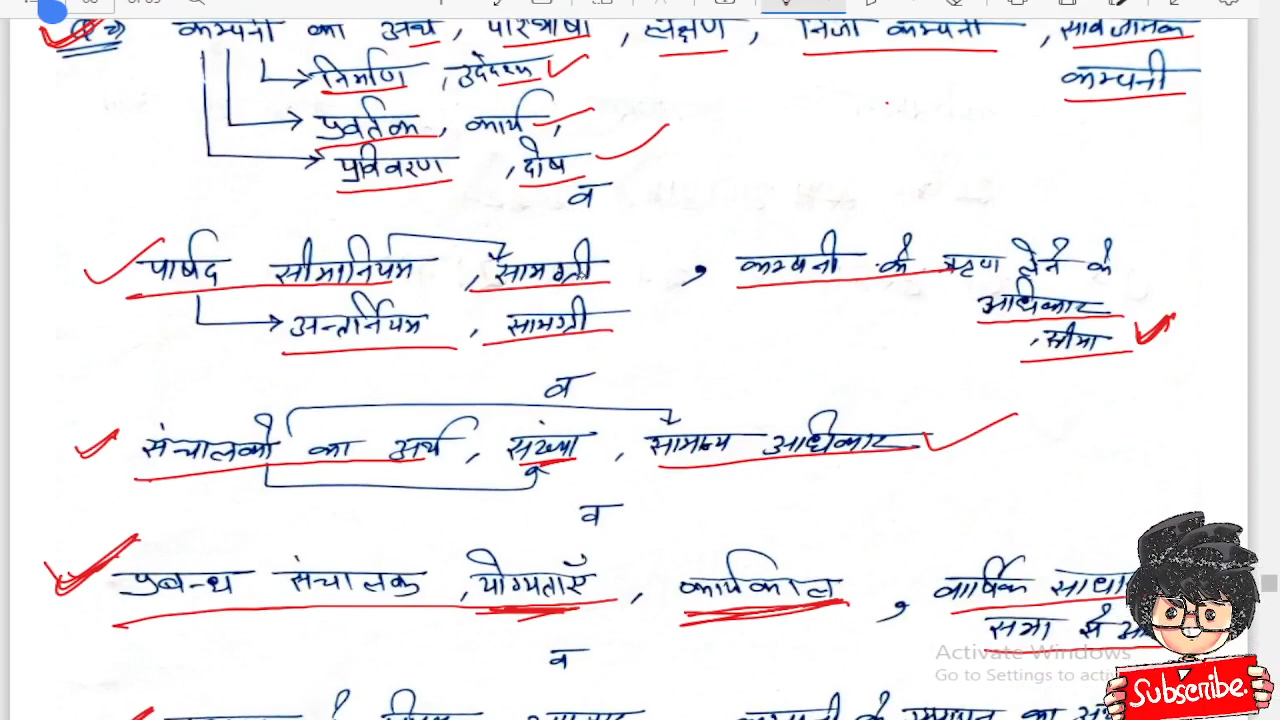 कम्पनी का अर्थ, परिभाषा, लक्षण, निजी कम्पनी, सार्वजनिक
कम्पनी
निर्माण, उद्देश्य
प्रवर्तक, कार्य,
प्रविवरण, दोष
व
पार्षद सीमानियम, सामग्री, कम्पनी के ऋण लेने के
अधिकार
, सीमा
अन्तर्नियम, सामग्री
व
संचालकों का अर्थ, संख्या, सामान्य अधिकार
व
प्रबन्ध संचालक, योग्यताएँ, कार्यकाल, वार्षिक
सभा से
व
Activate Windows
Go to Settings to
Subscribe.